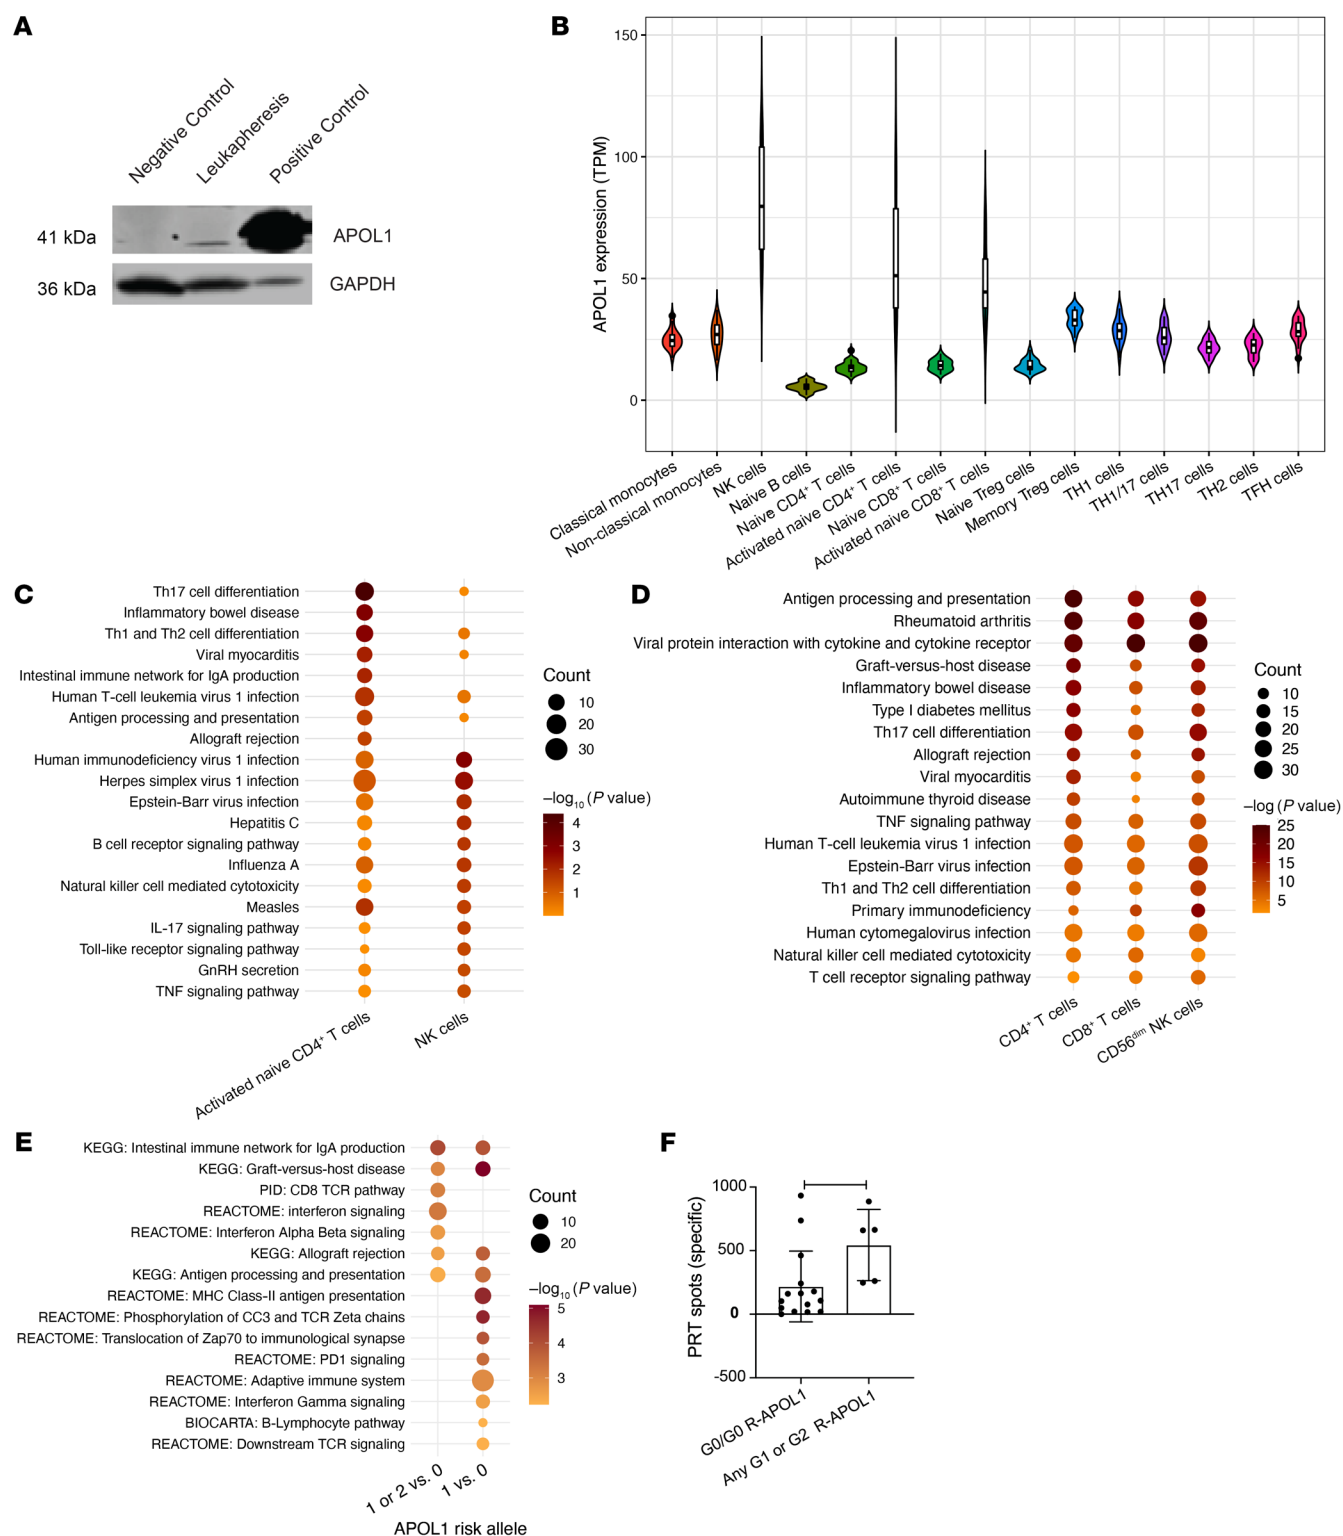 A
Negative Control
Leukapheresis
Positive Control
41 kDa
APOL1
36 kDa
GAPDH
B
APOL1 expression (TPM)
150
100
50
0
Classical monocytes
Non-classical monocytes
NK cells
Naive B cells
Naive CD4⁺ T cells
Activated naive CD4⁺ T cells
Naive CD8⁺ T cells
Activated naive CD8⁺ T cells
Naive Treg cells
Memory Treg cells
TH1 cells
TH1/17 cells
TH17 cells
TH2 cells
TFH cells
C
Th17 cell differentiation
Inflammatory bowel disease
Th1 and Th2 cell differentiation
Viral myocarditis
Intestinal immune network for IgA production
Human T-cell leukemia virus 1 infection
Antigen processing and presentation
Allograft rejection
Human immunodeficiency virus 1 infection
Herpes simplex virus 1 infection
Epstein-Barr virus infection
Hepatitis C
B cell receptor signaling pathway
Influenza A
Natural killer cell mediated cytotoxicity
Measles
IL-17 signaling pathway
Toll-like receptor signaling pathway
GnRH secretion
TNF signaling pathway
Activated naive CD4⁺ T cells
NK cells
Count
10
20
30
–log₁₀ (P value)
4
3
2
1
D
Antigen processing and presentation
Rheumatoid arthritis
Viral protein interaction with cytokine and cytokine receptor
Graft-versus-host disease
Inflammatory bowel disease
Type I diabetes mellitus
Th17 cell differentiation
Allograft rejection
Viral myocarditis
Autoimmune thyroid disease
TNF signaling pathway
Human T-cell leukemia virus 1 infection
Epstein-Barr virus infection
Th1 and Th2 cell differentiation
Primary immunodeficiency
Human cytomegalovirus infection
Natural killer cell mediated cytotoxicity
T cell receptor signaling pathway
CD4⁺ T cells
CD8⁺ T cells
CD56ᵈⁱᵐ NK cells
Count
10
15
20
25
30
–log (P value)
25
20
15
10
5
E
KEGG: Intestinal immune network for IgA production
KEGG: Graft-versus-host disease
PID: CD8 TCR pathway
REACTOME: interferon signaling
REACTOME: Interferon Alpha Beta signaling
KEGG: Allograft rejection
KEGG: Antigen processing and presentation
REACTOME: MHC Class-II antigen presentation
REACTOME: Phosphorylation of CC3 and TCR Zeta chains
REACTOME: Translocation of Zap70 to immunological synapse
REACTOME: PD1 signaling
REACTOME: Adaptive immune system
REACTOME: Interferon Gamma signaling
BIOCARTA: B-Lymphocyte pathway
REACTOME: Downstream TCR signaling
1 or 2 vs. 0
1 vs. 0
APOL1 risk allele
Count
10
20
–log₁₀ (P value)
5
4
3
F
PRT spots (specific)
1000
500
0
-500
G0/G0 R-APOL1
Any G1 or G2 R-APOL1